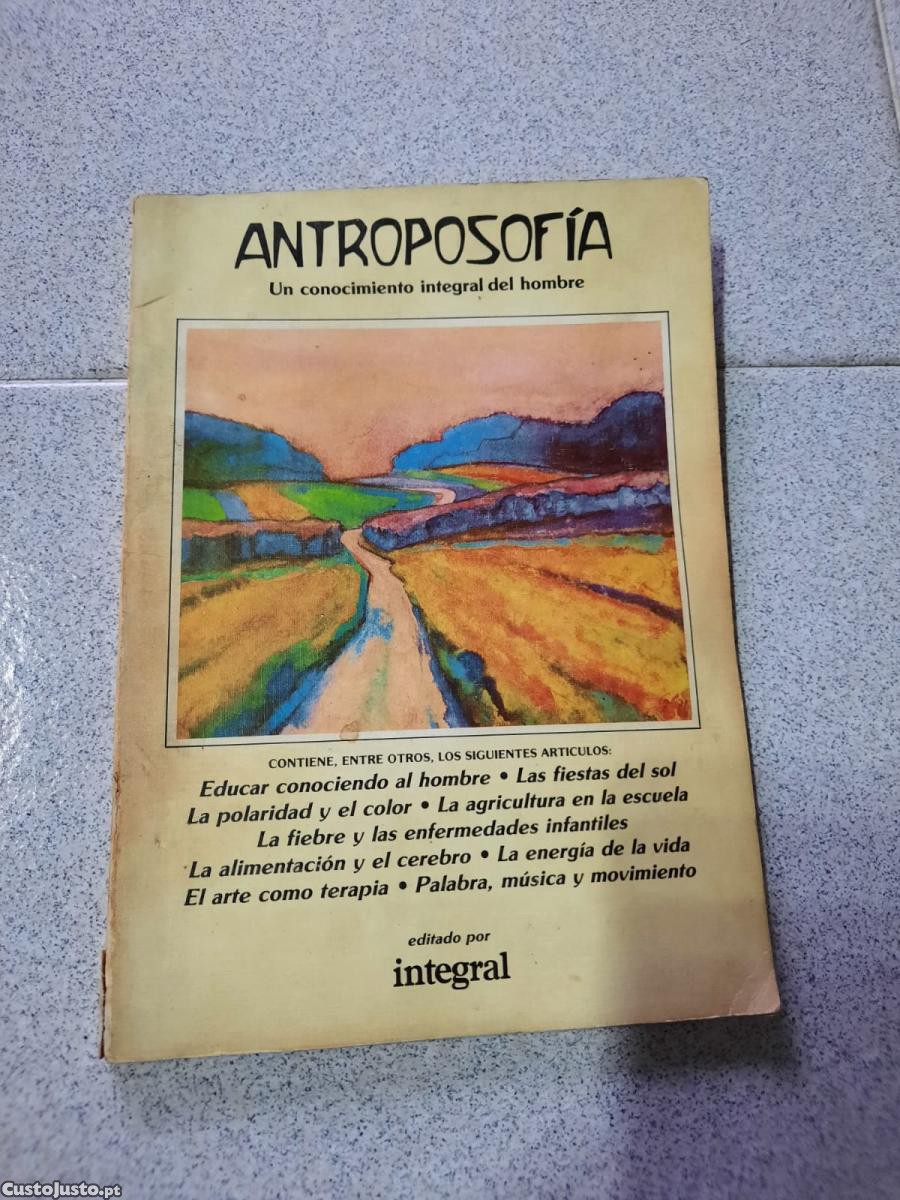 ANTROPOSOFÍA
Un conocimiento integral del hombre
CONTIENE, ENTRE OTROS, LOS SIGUIENTES ARTICULOS:
Educar conociendo al hombre • Las fiestas del sol
La polaridad y el color • La agricultura en la escuela
La fiebre y las enfermedades infantiles
La alimentación y el cerebro • La energía de la vida
El arte como terapia • Palabra, música y movimiento
editado por
integral
CustoJusto.pt